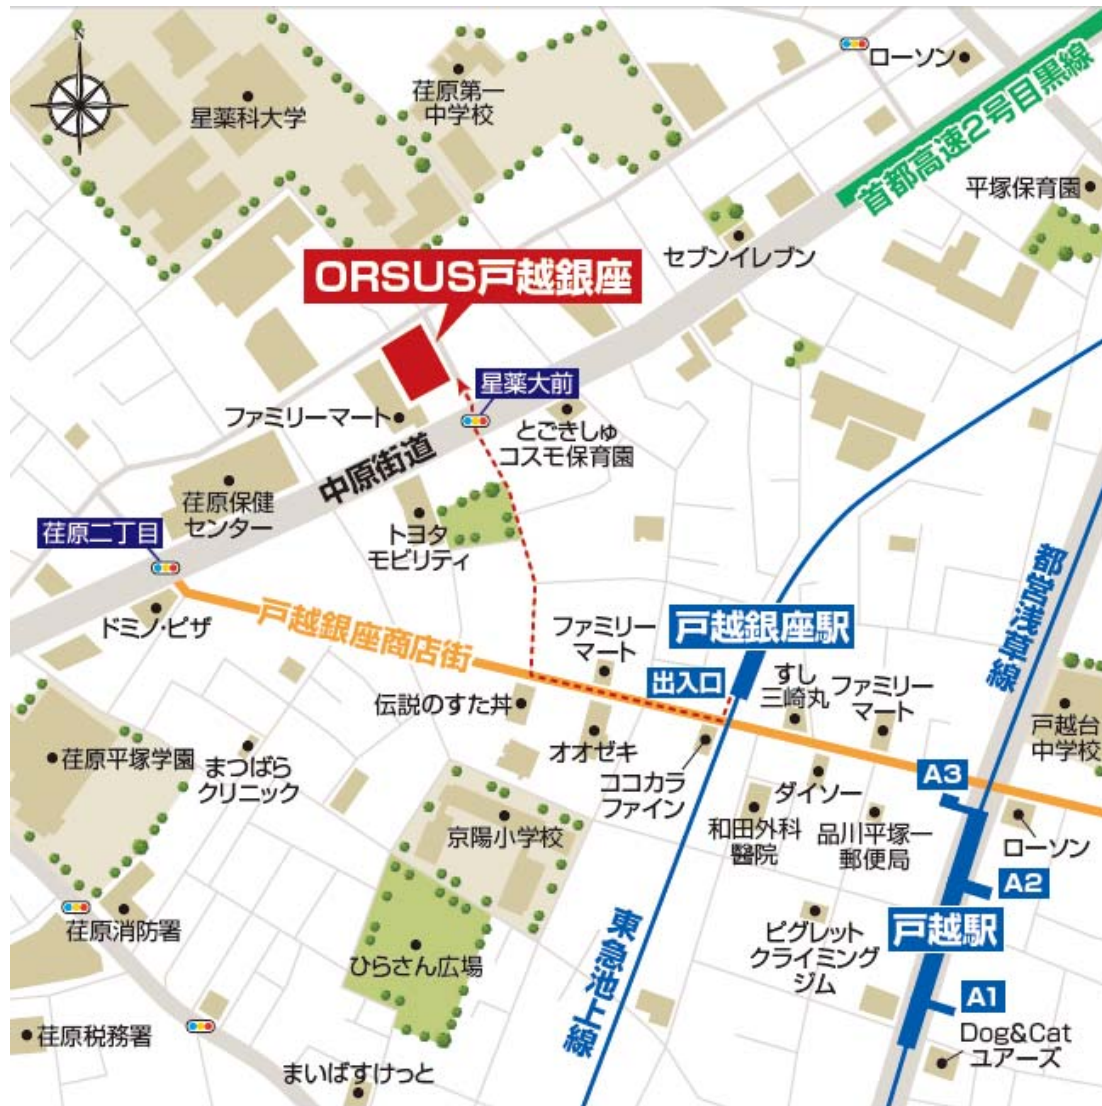 N
ローソン
星薬科大学
荏原第一
中学校
首都高速2号目黒線
平塚保育園
セブンイレブン
ORSUS戸越銀座
星薬大前
ファミリーマート
とごきしゅ
コスモ保育園
中原街道
荏原保健
センター
トヨタ
モビリティ
荏原二丁目
ドミノ・ピザ
戸越銀座商店街
都営浅草線
ファミリー
マート
戸越銀座駅
出入口
すし
三崎丸
ファミリー
マート
伝説のすた丼
オオゼキ
ココカラ
ファイン
戸越台
中学校
荏原平塚学園
まつばら
クリニック
A3
ダイソー
京陽小学校
和田外科
醫院
品川平塚一
郵便局
ローソン
A2
戸越駅
荏原消防署
ひらさん広場
東急池上線
ピグレット
クライミング
ジム
A1
荏原税務署
まいばすけっと
Dog&Cat
ユアーズ